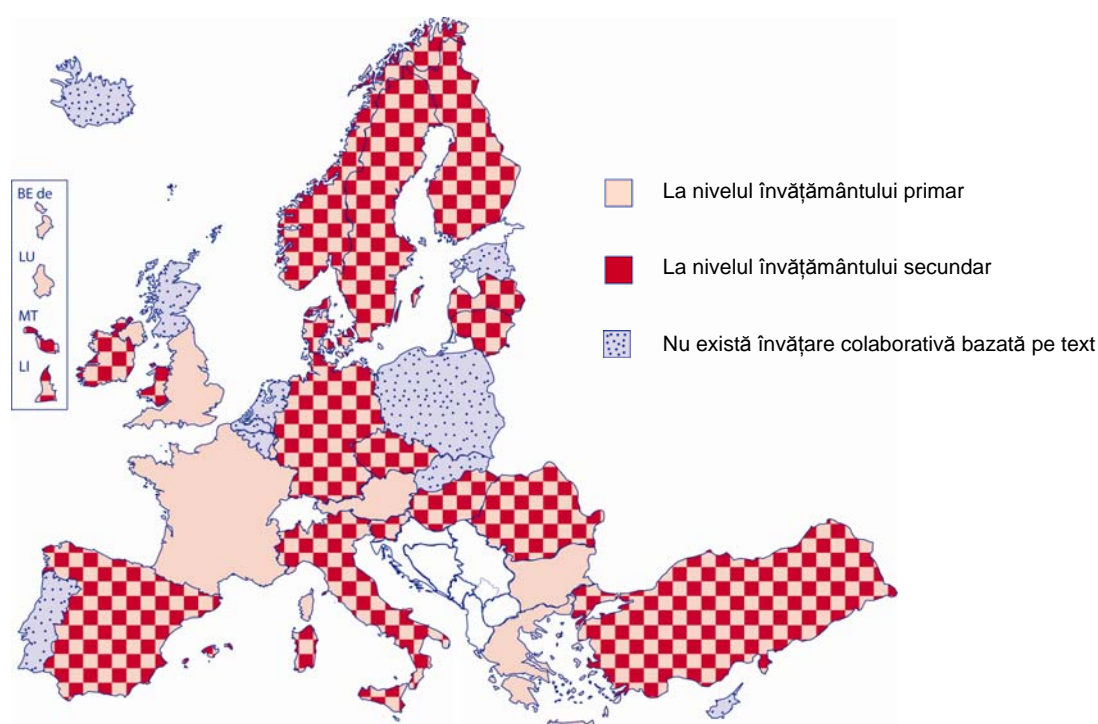 BE de
LU
MT
LI
La nivelul învățământului primar
La nivelul învățământului secundar
Nu există învățare colaborativă bazată pe text